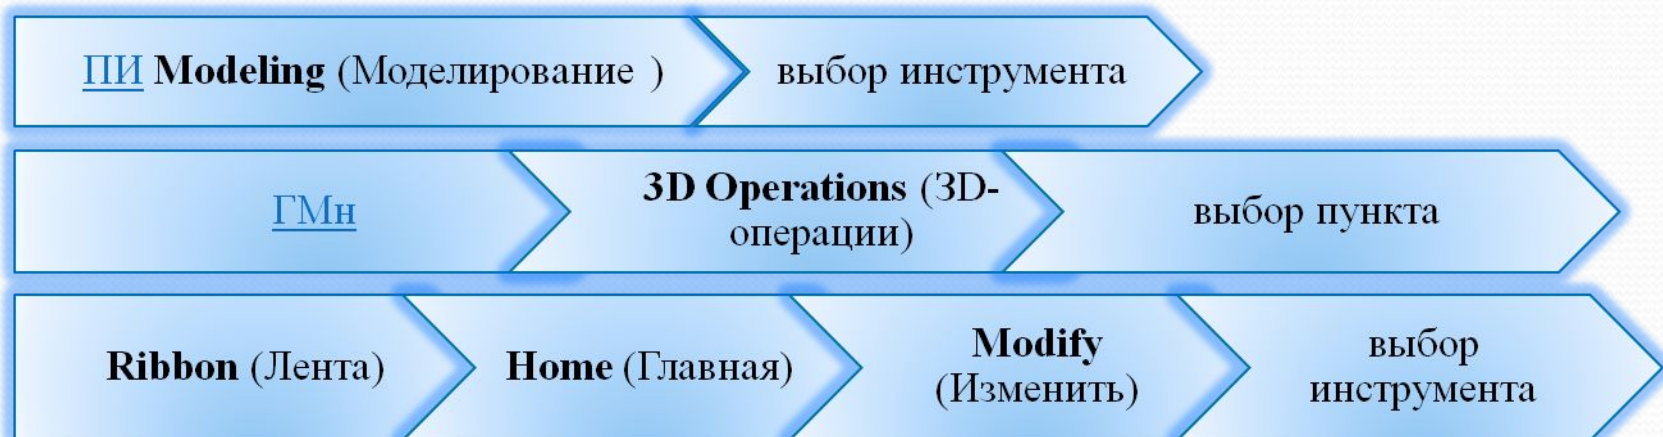 ПИ Modeling (Моделирование )
выбор инструмента
ГМн
3D Operations (3D-
операции)
выбор пункта
Ribbon (Лента)
Home (Главная)
Modify
(Изменить)
выбор
инструмента